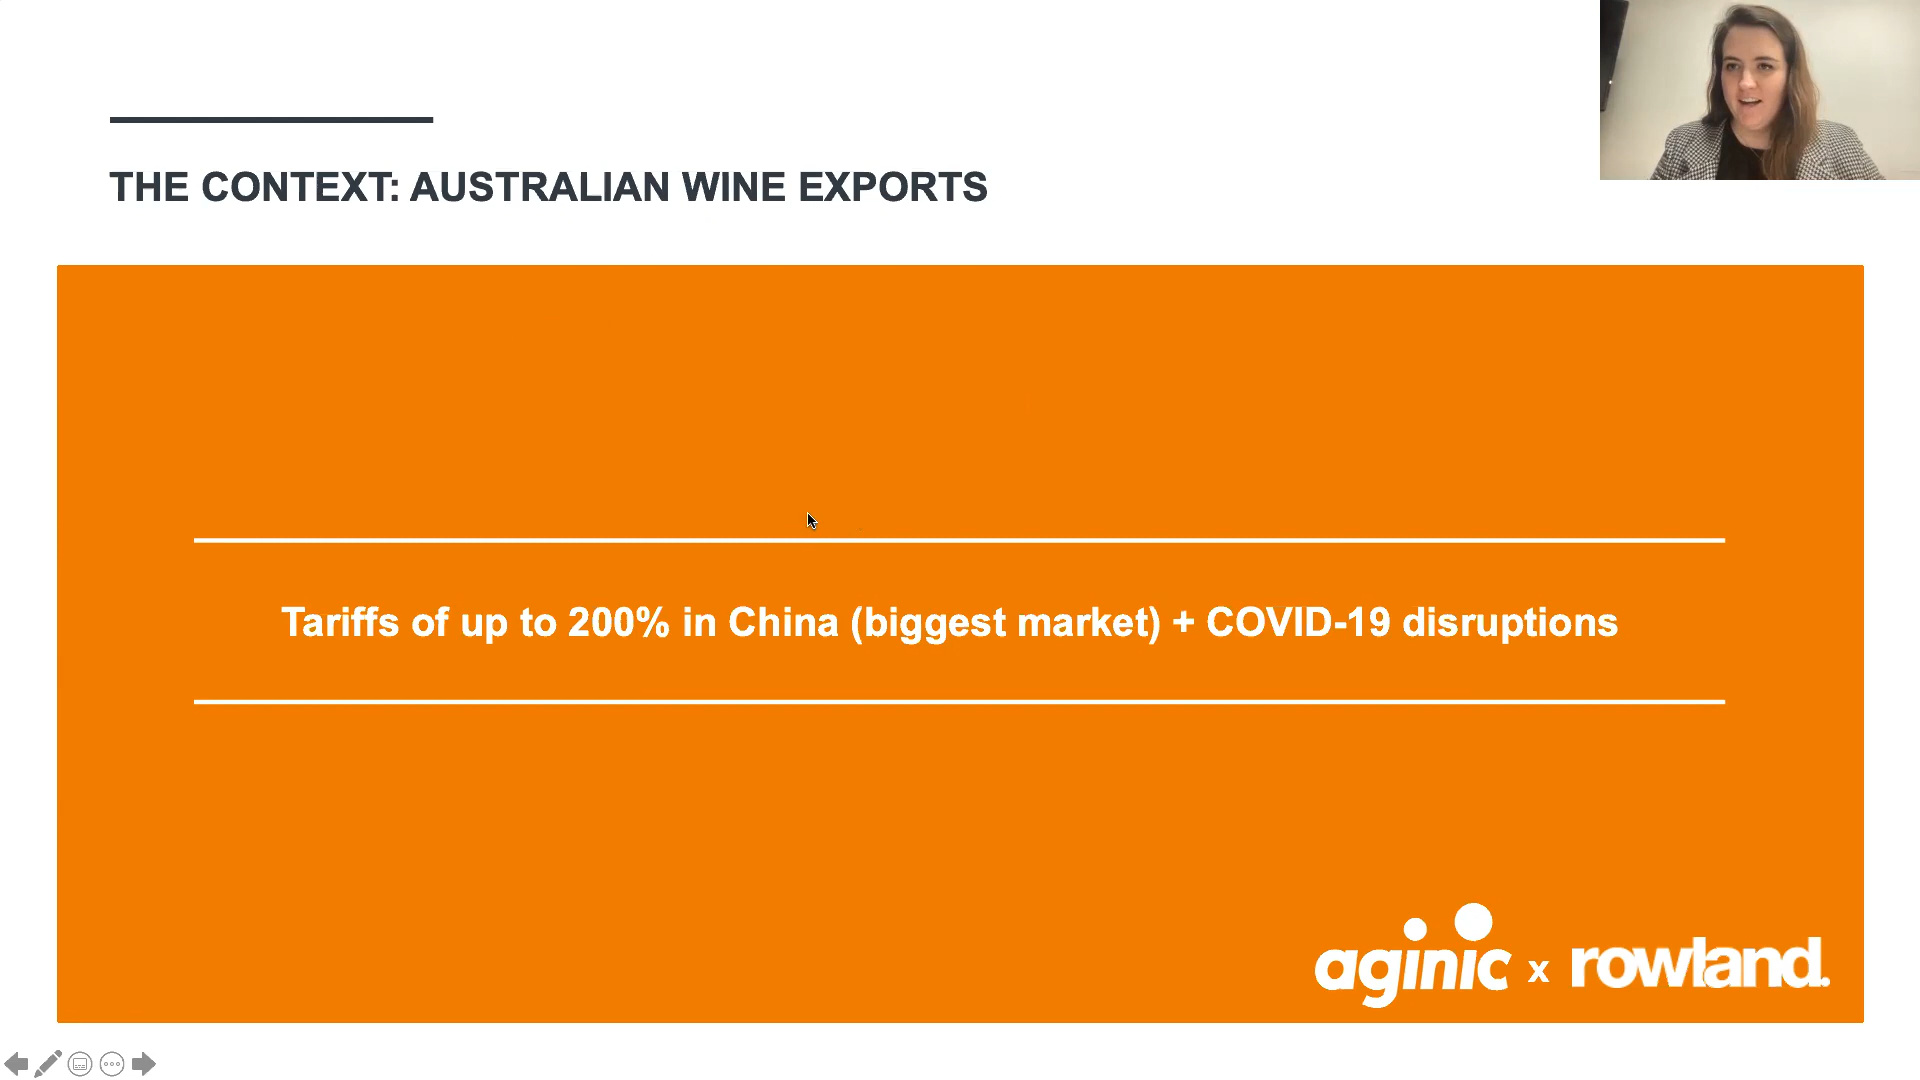 THE CONTEXT: AUSTRALIAN WINE EXPORTS
Tariffs of up to 200% in China (biggest market) + COVID-19 disruptions
aginic x rowland.